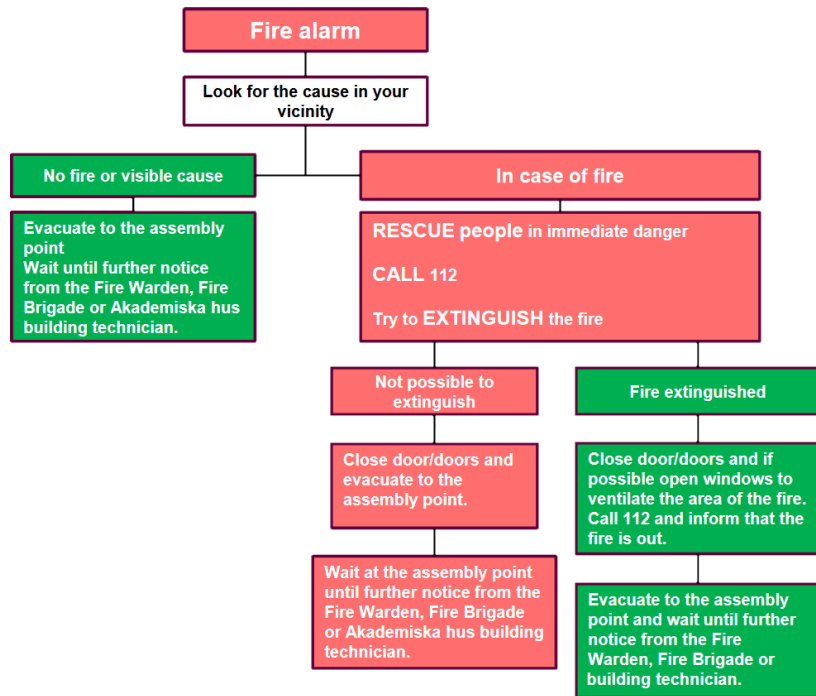 Fire alarm
Look for the cause in your
vicinity
No fire or visible cause
In case of fire
Evacuate to the assembly
point
Wait until further notice
from the Fire Warden, Fire
Brigade or Akademiska hus
building technician.
RESCUE people in immediate danger
CALL 112
Try to EXTINGUISH the fire
Not possible to
extinguish
Fire extinguished
Close door/doors and
evacuate to the
assembly point.
Close door/doors and if
possible open windows to
ventilate the area of the fire.
Call 112 and inform that the
fire is out.
Wait at the assembly point
until further notice from the
Fire Warden, Fire Brigade
or Akademiska hus building
technician.
Evacuate to the assembly
point and wait until further
notice from the Fire
Warden, Fire Brigade or
building technician.